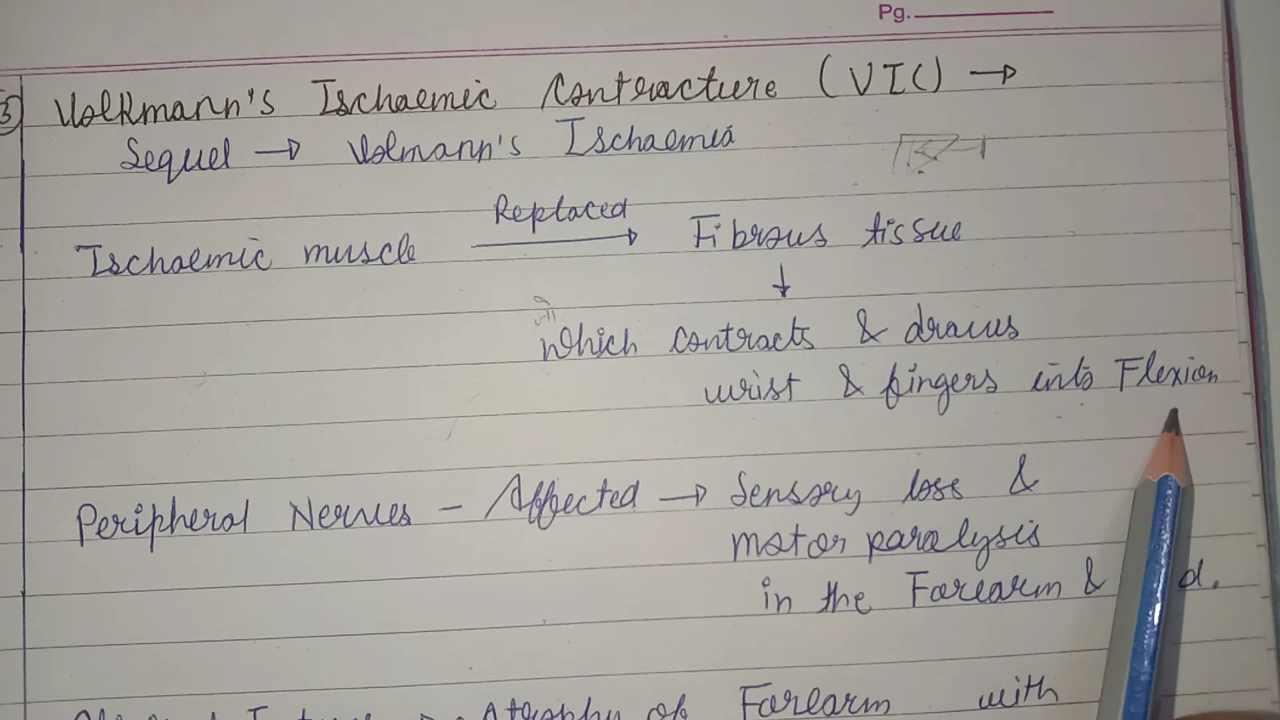 Pg.
5) Volkmann's Ischaemic Contracture (VIC) →
Sequel → Volmann's Ischaemia
Ischaemic muscle Replaced → Fibrous tissue
↓
which contracts & draws
wrist & fingers into Flexion
Peripheral Nerves - Affected → Sensory loss &
motor paralysis
in the Forearm &
Atrophy of Forearm with